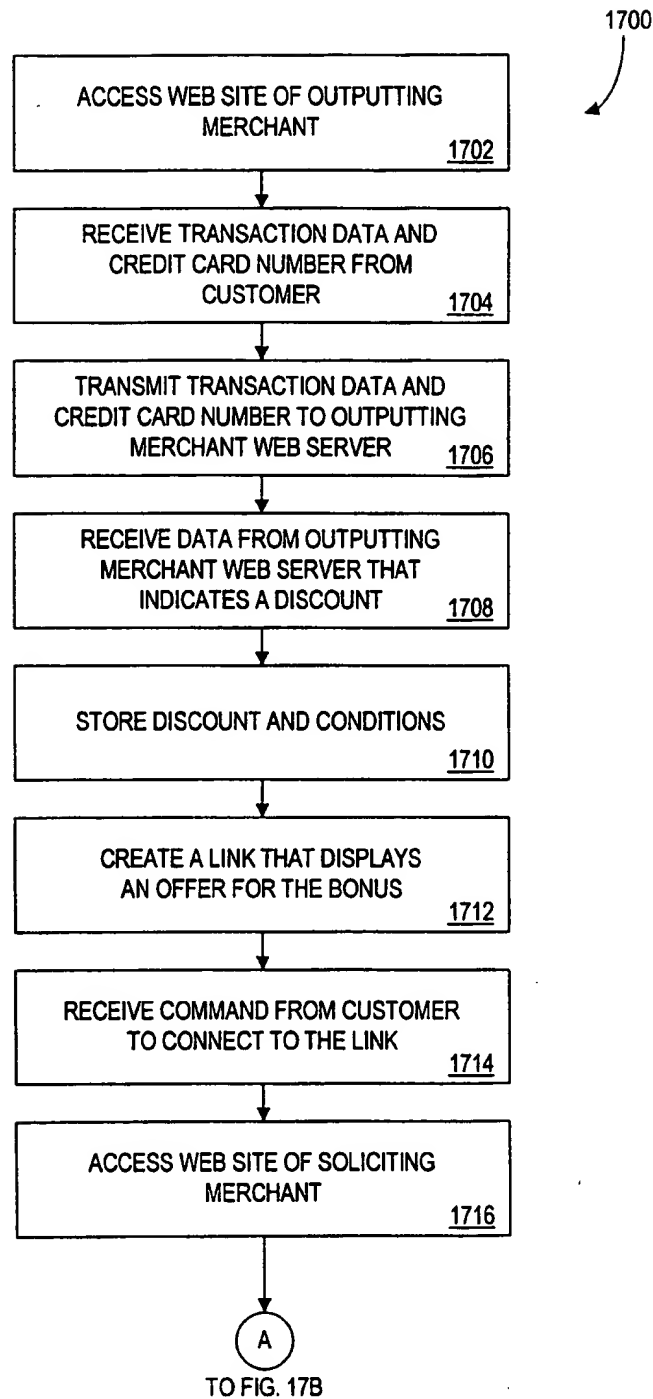 1700
ACCESS WEB SITE OF OUTPUTTING
MERCHANT
1702
RECEIVE TRANSACTION DATA AND
CREDIT CARD NUMBER FROM
CUSTOMER
1704
TRANSMIT TRANSACTION DATA AND
CREDIT CARD NUMBER TO OUTPUTTING
MERCHANT WEB SERVER
1706
RECEIVE DATA FROM OUTPUTTING
MERCHANT WEB SERVER THAT
INDICATES A DISCOUNT
1708
STORE DISCOUNT AND CONDITIONS
1710
CREATE A LINK THAT DISPLAYS
AN OFFER FOR THE BONUS
1712
RECEIVE COMMAND FROM CUSTOMER
TO CONNECT TO THE LINK
1714
ACCESS WEB SITE OF SOLICITING
MERCHANT
1716
A
TO FIG. 17B